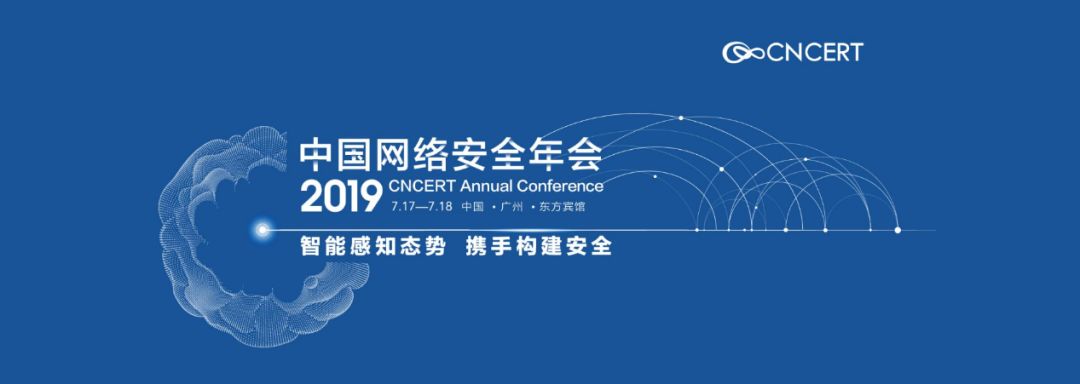 CNCERT
中国网络安全年会
2019 CNCERT Annual Conference
7.17—7.18 中国 · 广州 · 东方宾馆
智能感知态势 携手构建安全